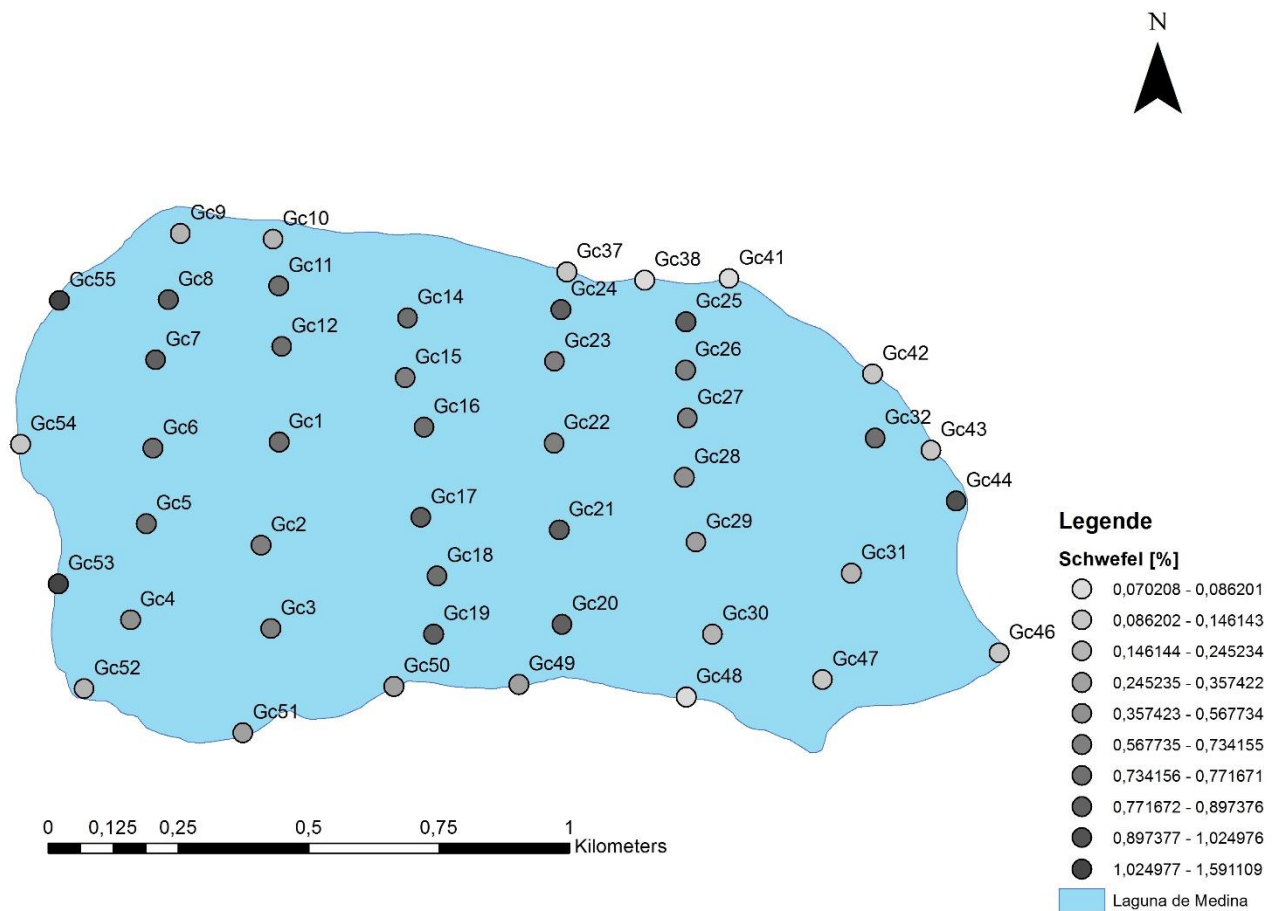 N
Gc9
Gc10
Gc37
Gc38
Gc41
Gc55
Gc8
Gc11
Gc24
Gc14
Gc25
Gc7
Gc12
Gc23
Gc15
Gc26
Gc42
Gc16
Gc27
Gc32
Gc54
Gc6
Gc1
Gc22
Gc43
Gc28
Gc44
Gc5
Gc17
Gc21
Gc2
Gc29
Gc18
Gc31
Gc53
Gc4
Gc3
Gc19
Gc20
Gc30
Gc46
Gc52
Gc50
Gc49
Gc48
Gc47
Gc51
Legende
Schwefel [%]
0,070208 - 0,086201
0,086202 - 0,146143
0,146144 - 0,245234
0,245235 - 0,357422
0,357423 - 0,567734
0,567735 - 0,734155
0,734156 - 0,771671
0,771672 - 0,897376
0,897377 - 1,024976
1,024977 - 1,591109
Laguna de Medina
0 0,125 0,25 0,5 0,75 1
Kilometers